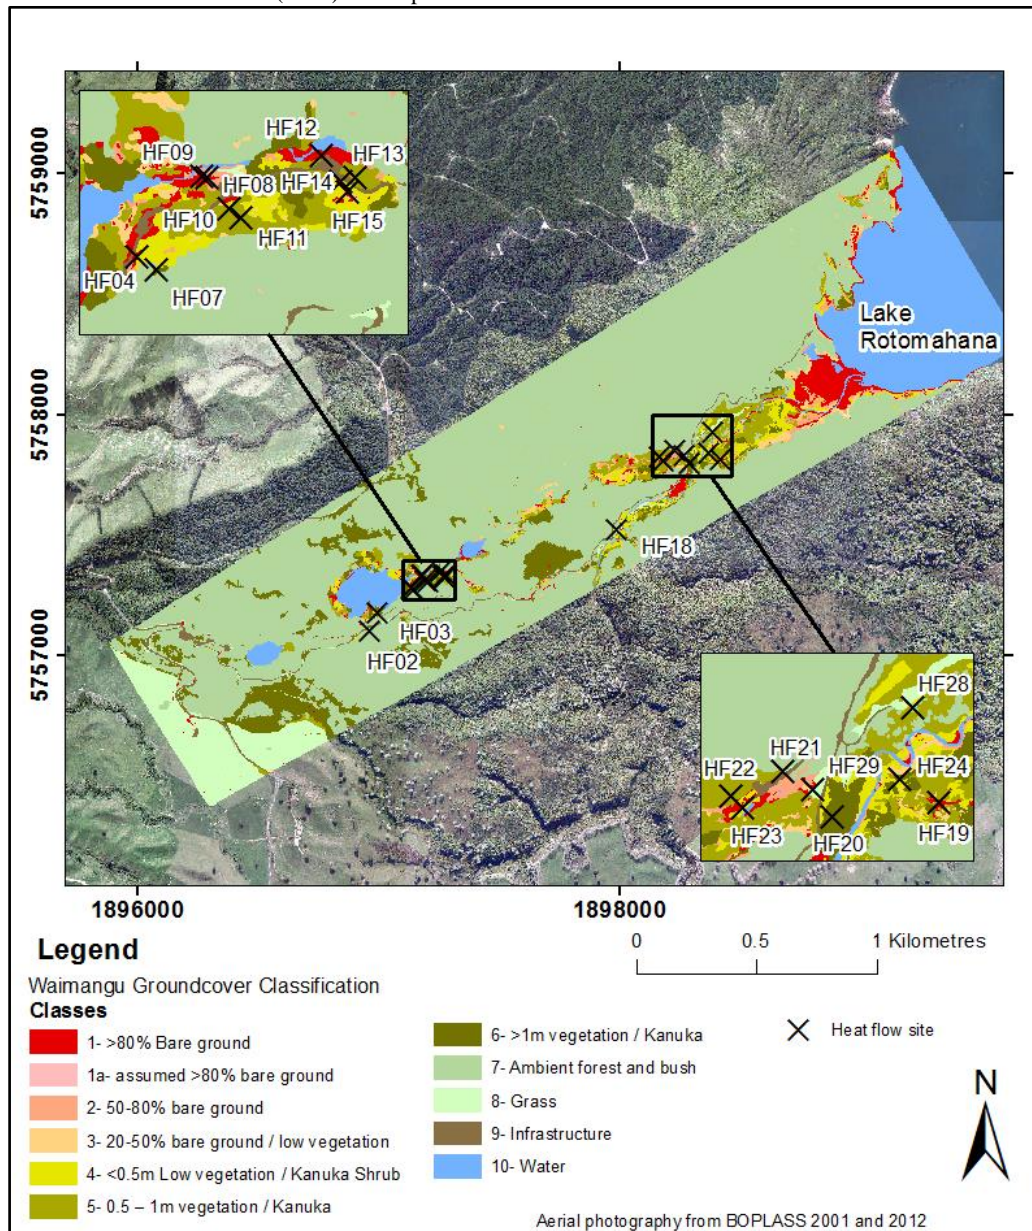 HF12
HF09
HF13
HF08
HF14
HF10
HF15
HF11
HF04
HF07
5759000
5758000
5757000
Lake
Rotomahana
HF18
HF03
HF02
HF28
HF21
HF29
HF22
HF24
HF23
HF20
HF19
1896000
1898000
0 0.5 1 Kilometres
Legend
Waimangu Groundcover Classification
Classes
1- >80% Bare ground
1a- assumed >80% bare ground
2- 50-80% bare ground
3- 20-50% bare ground / low vegetation
4- <0.5m Low vegetation / Kanuka Shrub
5- 0.5 – 1m vegetation / Kanuka
6- >1m vegetation / Kanuka
7- Ambient forest and bush
8- Grass
9- Infrastructure
10- Water
Heat flow site
N
Aerial photography from BOPLASS 2001 and 2012